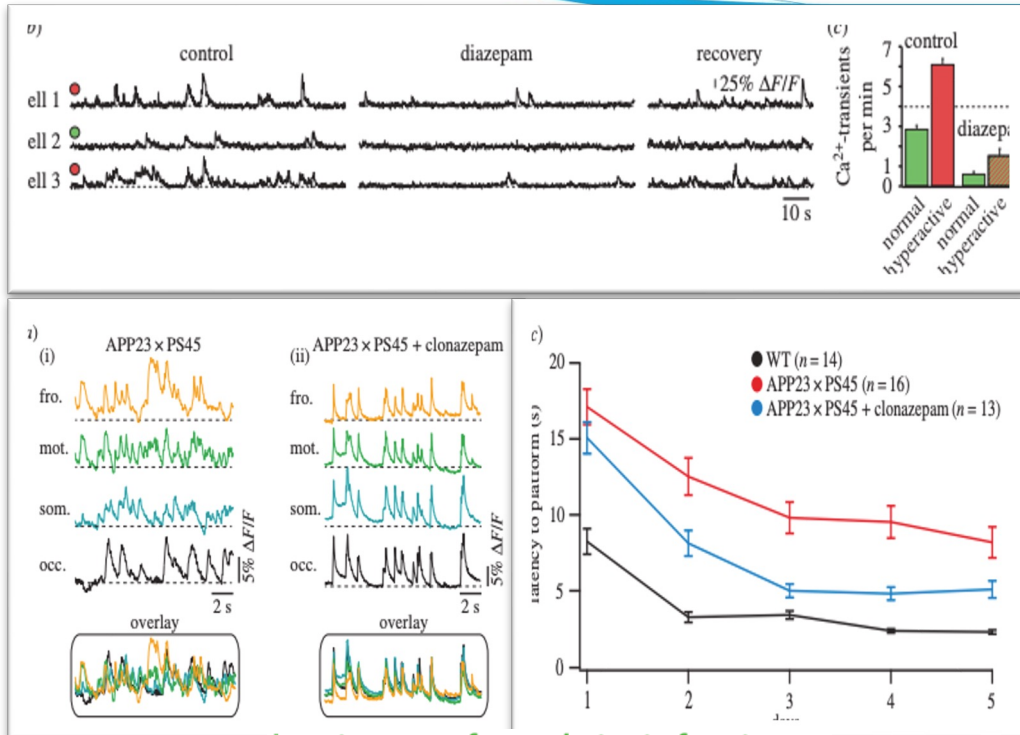 control diazepam recovery
25% ΔF/F
ell 1
ell 2
ell 3
10 s
(c)
Ca²⁺-transients
per min
7
5
3
1
0
control
diazepa
normal
hyperactive
normal
hyperactive
(i) APP23 × PS45
fro.
mot.
som.
occ.
5% ΔF/F
2 s
overlay
(ii) APP23 × PS45 + clonazepam
fro.
mot.
som.
occ.
5% ΔF/F
2 s
overlay
c)
WT (n = 14)
APP23 × PS45 (n = 16)
APP23 × PS45 + clonazepam (n = 13)
latency to platform (s)
20
15
10
5
0
1 2 3 4 5